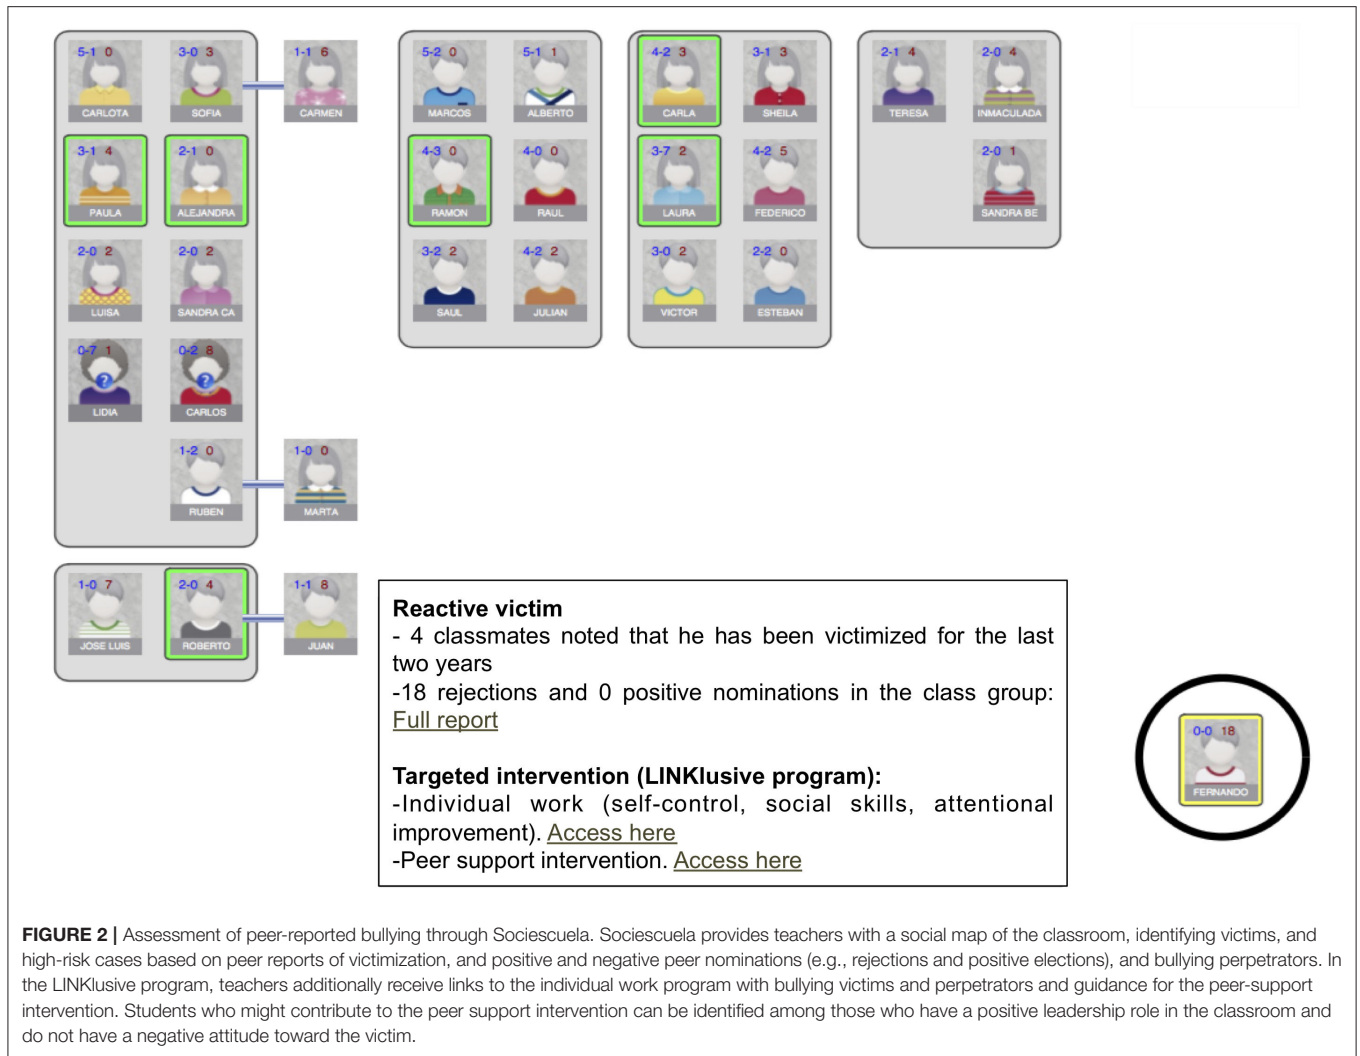 5-1 0
CARLOTA
3-0 3
SOFIA
1-1 6
CARMEN
3-1 4
PAULA
2-1 0
ALEJANDRA
2-0 2
LUISA
2-0 2
SANDRA CA
0-7 1
?
LIDIA
0-2 8
?
CARLOS
1-2 0
RUBEN
1-0 0
MARTA
5-2 0
MARCOS
5-1 1
ALBERTO
4-3 0
RAMON
4-0 0
RAUL
3-2 2
SAUL
4-2 2
JULIAN
4-2 3
CARLA
3-1 3
SHEILA
3-7 2
LAURA
4-2 5
FEDERICO
3-0 2
VICTOR
2-2 0
ESTEBAN
2-1 4
TERESA
2-0 4
INMACULADA
2-0 1
SANDRA BE
1-0 7
JOSE LUIS
2-0 4
ROBERTO
1-1 8
JUAN
Reactive victim
- 4 classmates noted that he has been victimized for the last
two years
-18 rejections and 0 positive nominations in the class group:
Full report
Targeted intervention (LINKlusive program):
-Individual work (self-control, social skills, attentional
improvement). Access here
-Peer support intervention. Access here
0-0 18
FERNANDO
FIGURE 2 | Assessment of peer-reported bullying through Sociescuela. Sociescuela provides teachers with a social map of the classroom, identifying victims, and
high-risk cases based on peer reports of victimization, and positive and negative peer nominations (e.g., rejections and positive elections), and bullying perpetrators. In
the LINKlusive program, teachers additionally receive links to the individual work program with bullying victims and perpetrators and guidance for the peer-support
intervention. Students who might contribute to the peer support intervention can be identified among those who have a positive leadership role in the classroom and
do not have a negative attitude toward the victim.